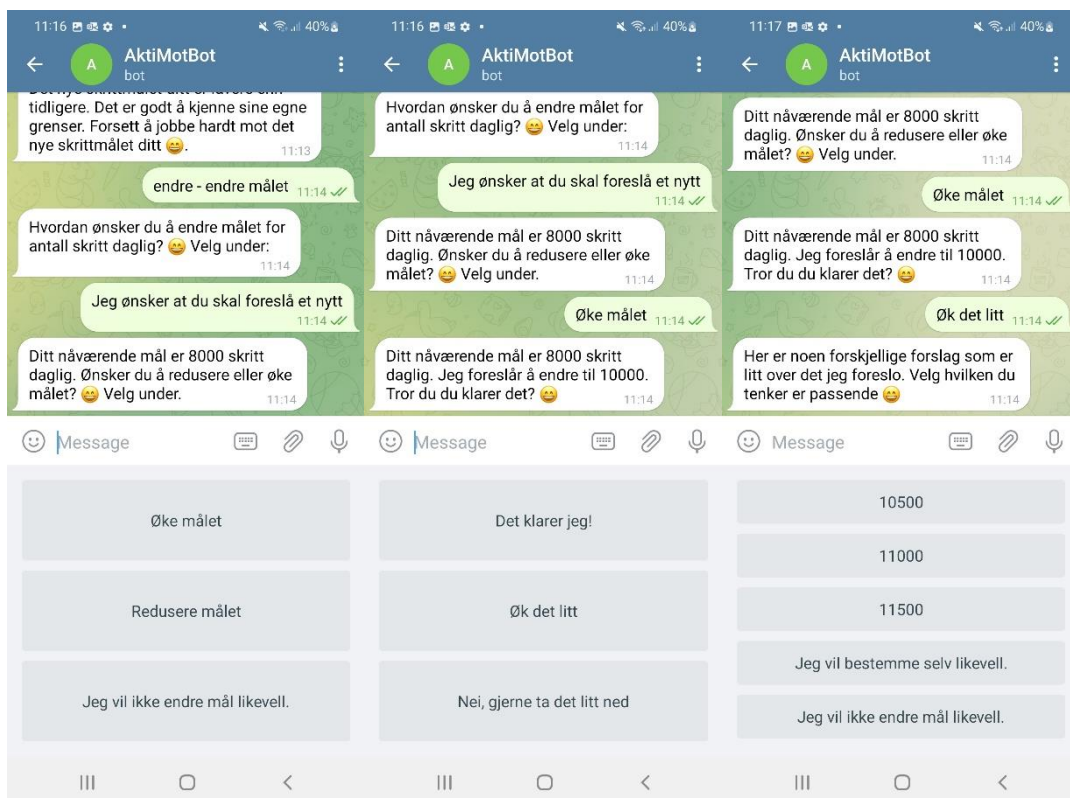 11:16
40%
AktiMotBot
bot
tidligere. Det er godt å kjenne sine egne
grenser. Forsett å jobbe hardt mot det
nye skrittmålet ditt 😄.
11:13
endre - endre målet
11:14
Hvordan ønsker du å endre målet for
antall skritt daglig? 😄 Velg under:
11:14
Jeg ønsker at du skal foreslå et nytt
11:14
Ditt nåværende mål er 8000 skritt
daglig. Ønsker du å redusere eller øke
målet? 😄 Velg under.
11:14
Message
Øke målet
Redusere målet
Jeg vil ikke endre mål likevell.
11:16
40%
AktiMotBot
bot
Hvordan ønsker du å endre målet for
antall skritt daglig? 😄 Velg under:
11:14
Jeg ønsker at du skal foreslå et nytt
11:14
Ditt nåværende mål er 8000 skritt
daglig. Ønsker du å redusere eller øke
målet? 😄 Velg under.
11:14
Øke målet
11:14
Ditt nåværende mål er 8000 skritt
daglig. Jeg foreslår å endre til 10000.
Tror du du klarer det? 😄
11:14
Message
Det klarer jeg!
Øk det litt
Nei, gjerne ta det litt ned
11:17
40%
AktiMotBot
bot
Ditt nåværende mål er 8000 skritt
daglig. Ønsker du å redusere eller øke
målet? 😄 Velg under.
11:14
Øke målet
11:14
Ditt nåværende mål er 8000 skritt
daglig. Jeg foreslår å endre til 10000.
Tror du du klarer det? 😄
11:14
Øk det litt
11:14
Her er noen forskjellige forslag som er
litt over det jeg foreslo. Velg hvilken du
tenker er passende 😄
11:14
Message
10500
11000
11500
Jeg vil bestemme selv likevell.
Jeg vil ikke endre mål likevell.